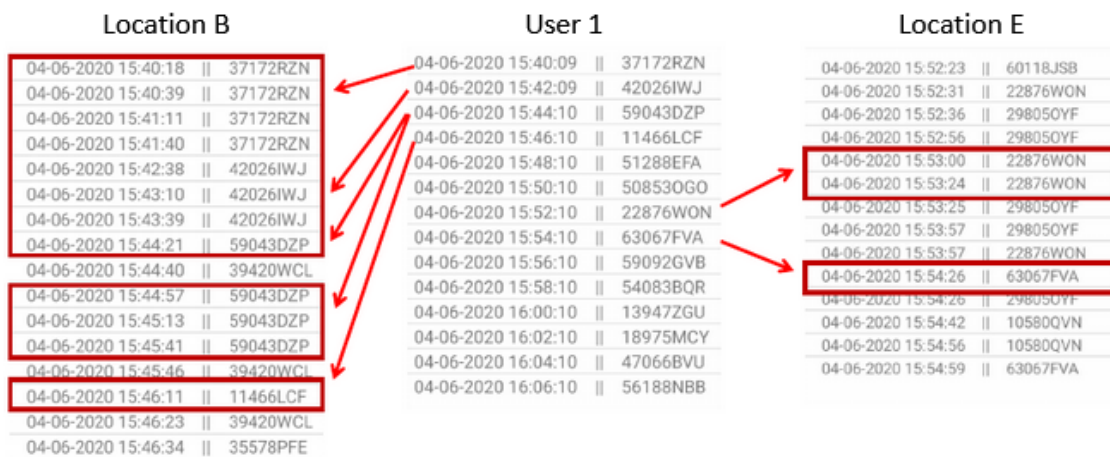 Location B
04-06-2020 15:40:18 || 37172RZN
04-06-2020 15:40:39 || 37172RZN
04-06-2020 15:41:11 || 37172RZN
04-06-2020 15:41:40 || 37172RZN
04-06-2020 15:42:38 || 42026IWJ
04-06-2020 15:43:10 || 42026IWJ
04-06-2020 15:43:39 || 42026IWJ
04-06-2020 15:44:21 || 59043DZP
04-06-2020 15:44:40 || 39420WCL
04-06-2020 15:44:57 || 59043DZP
04-06-2020 15:45:13 || 59043DZP
04-06-2020 15:45:41 || 59043DZP
04-06-2020 15:45:46 || 39420WCL
04-06-2020 15:46:11 || 11466LCF
04-06-2020 15:46:23 || 39420WCL
04-06-2020 15:46:34 || 35578PFE
User 1
04-06-2020 15:40:09 || 37172RZN
04-06-2020 15:42:09 || 42026IWJ
04-06-2020 15:44:10 || 59043DZP
04-06-2020 15:46:10 || 11466LCF
04-06-2020 15:48:10 || 51288EFA
04-06-2020 15:50:10 || 50853OGO
04-06-2020 15:52:10 || 22876WON
04-06-2020 15:54:10 || 63067FVA
04-06-2020 15:56:10 || 59092GVB
04-06-2020 15:58:10 || 54083BQR
04-06-2020 16:00:10 || 13947ZGU
04-06-2020 16:02:10 || 18975MCY
04-06-2020 16:04:10 || 47066BVU
04-06-2020 16:06:10 || 56188NBB
Location E
04-06-2020 15:52:23 || 60118JSB
04-06-2020 15:52:31 || 22876WON
04-06-2020 15:52:36 || 29805OYF
04-06-2020 15:52:56 || 29805OYF
04-06-2020 15:53:00 || 22876WON
04-06-2020 15:53:24 || 22876WON
04-06-2020 15:53:25 || 29805OYF
04-06-2020 15:53:57 || 29805OYF
04-06-2020 15:53:57 || 22876WON
04-06-2020 15:54:26 || 63067FVA
04-06-2020 15:54:26 || 29805OYF
04-06-2020 15:54:42 || 10580QVN
04-06-2020 15:54:56 || 10580QVN
04-06-2020 15:54:59 || 63067FVA